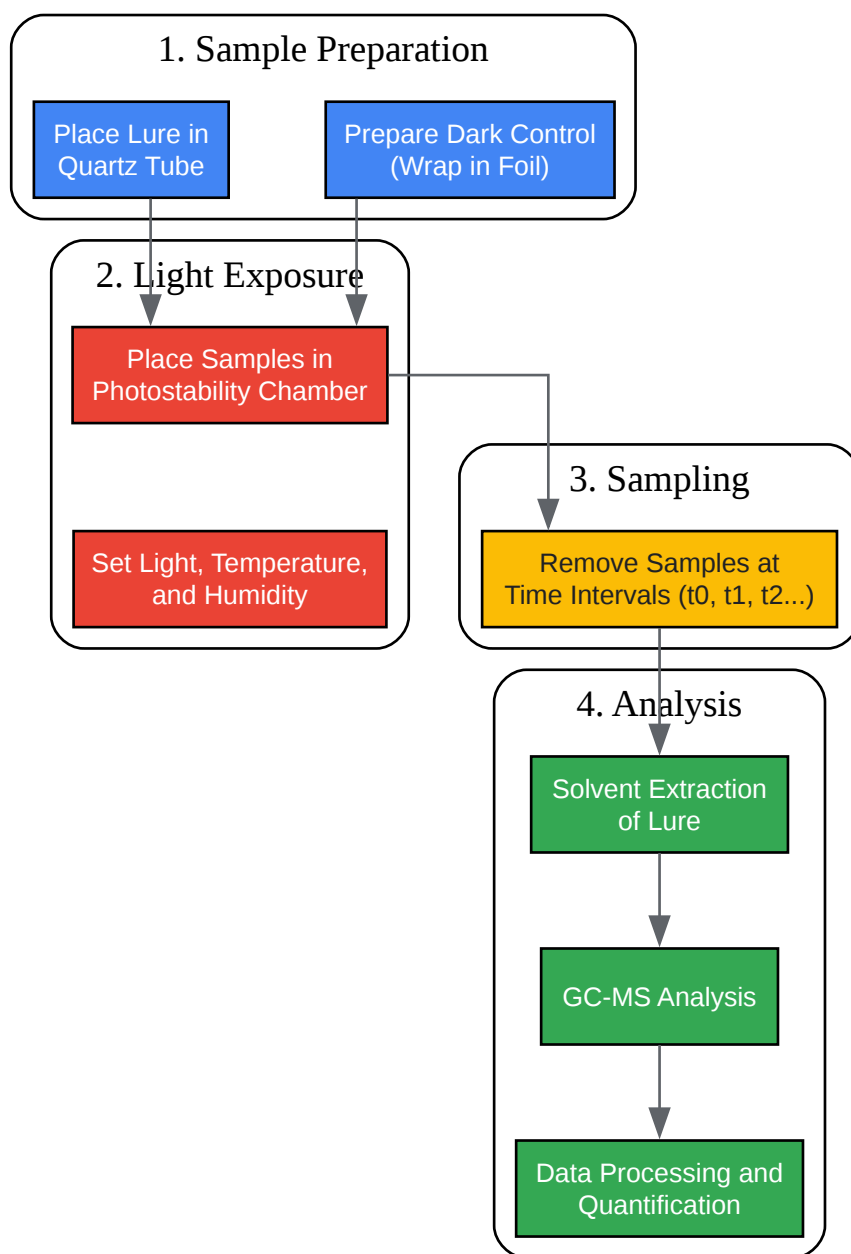 1. Sample Preparation
Place Lure in
Quartz Tube
Prepare Dark Control
(Wrap in Foil)
2. Light Exposure
Place Samples in
Photostability Chamber
Set Light, Temperature,
and Humidity
3. Sampling
Remove Samples at
Time Intervals (t0, t1, t2...)
4. Analysis
Solvent Extraction
of Lure
GC-MS Analysis
Data Processing and
Quantification